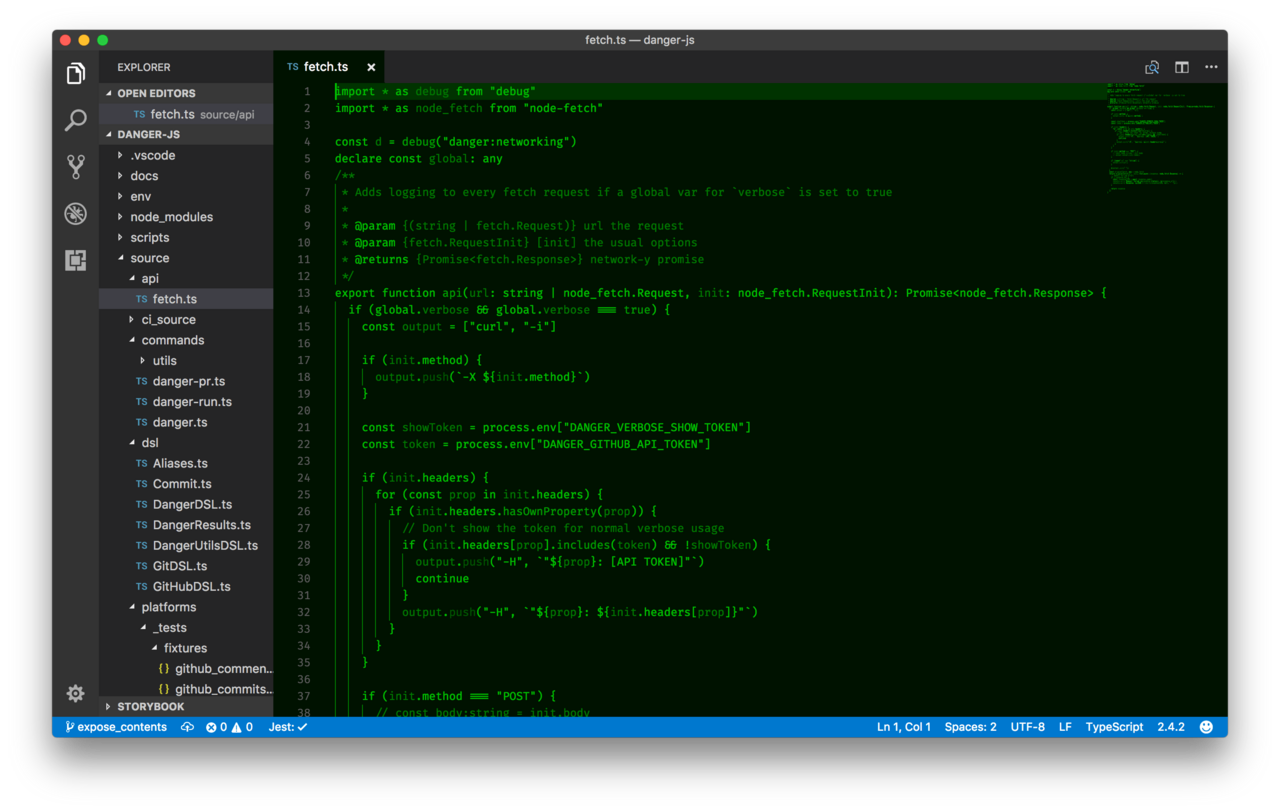 fetch.ts — danger-js
EXPLORER
OPEN EDITORS
TS fetch.ts source/api
DANGER-JS
.vscode
docs
env
node_modules
scripts
source
api
TS fetch.ts
ci_source
commands
utils
TS danger-pr.ts
TS danger-run.ts
TS danger.ts
dsl
TS Aliases.ts
TS Commit.ts
TS DangerDSL.ts
TS DangerResults.ts
TS DangerUtilsDSL.ts
TS GitDSL.ts
TS GitHubDSL.ts
platforms
_tests
fixtures
{} github_commen...
{} github_commits...
STORYBOOK
TS fetch.ts ×
1 import * as debug from "debug"
2 import * as node_fetch from "node-fetch"
3
4 const d = debug("danger:networking")
5 declare const global: any
6 /**
7  * Adds logging to every fetch request if a global var for `verbose` is set to true
8  *
9  * @param {(string | fetch.Request)} url the request
10  * @param {fetch.RequestInit} [init] the usual options
11  * @returns {Promise<fetch.Response>} network-y promise
12  */
13 export function api(url: string | node_fetch.Request, init: node_fetch.RequestInit): Promise<node_fetch.Response> {
14   if (global.verbose && global.verbose === true) {
15     const output = ["curl", "-i"]
16
17     if (init.method) {
18       output.push(`-X ${init.method}`)
19     }
20
21     const showToken = process.env["DANGER_VERBOSE_SHOW_TOKEN"]
22     const token = process.env["DANGER_GITHUB_API_TOKEN"]
23
24     if (init.headers) {
25       for (const prop in init.headers) {
26         if (init.headers.hasOwnProperty(prop)) {
27           // Don't show the token for normal verbose usage
28           if (init.headers[prop].includes(token) && !showToken) {
29             output.push("-H", `"${prop}: [API TOKEN]"`)
30             continue
31           }
32           output.push("-H", `"${prop}: ${init.headers[prop]}"`)
33         }
34       }
35     }
36
37     if (init.method === "POST") {
38       // const body:string = init.body
expose_contents 0 0 Jest: ✓ Ln 1, Col 1 Spaces: 2 UTF-8 LF TypeScript 2.4.2